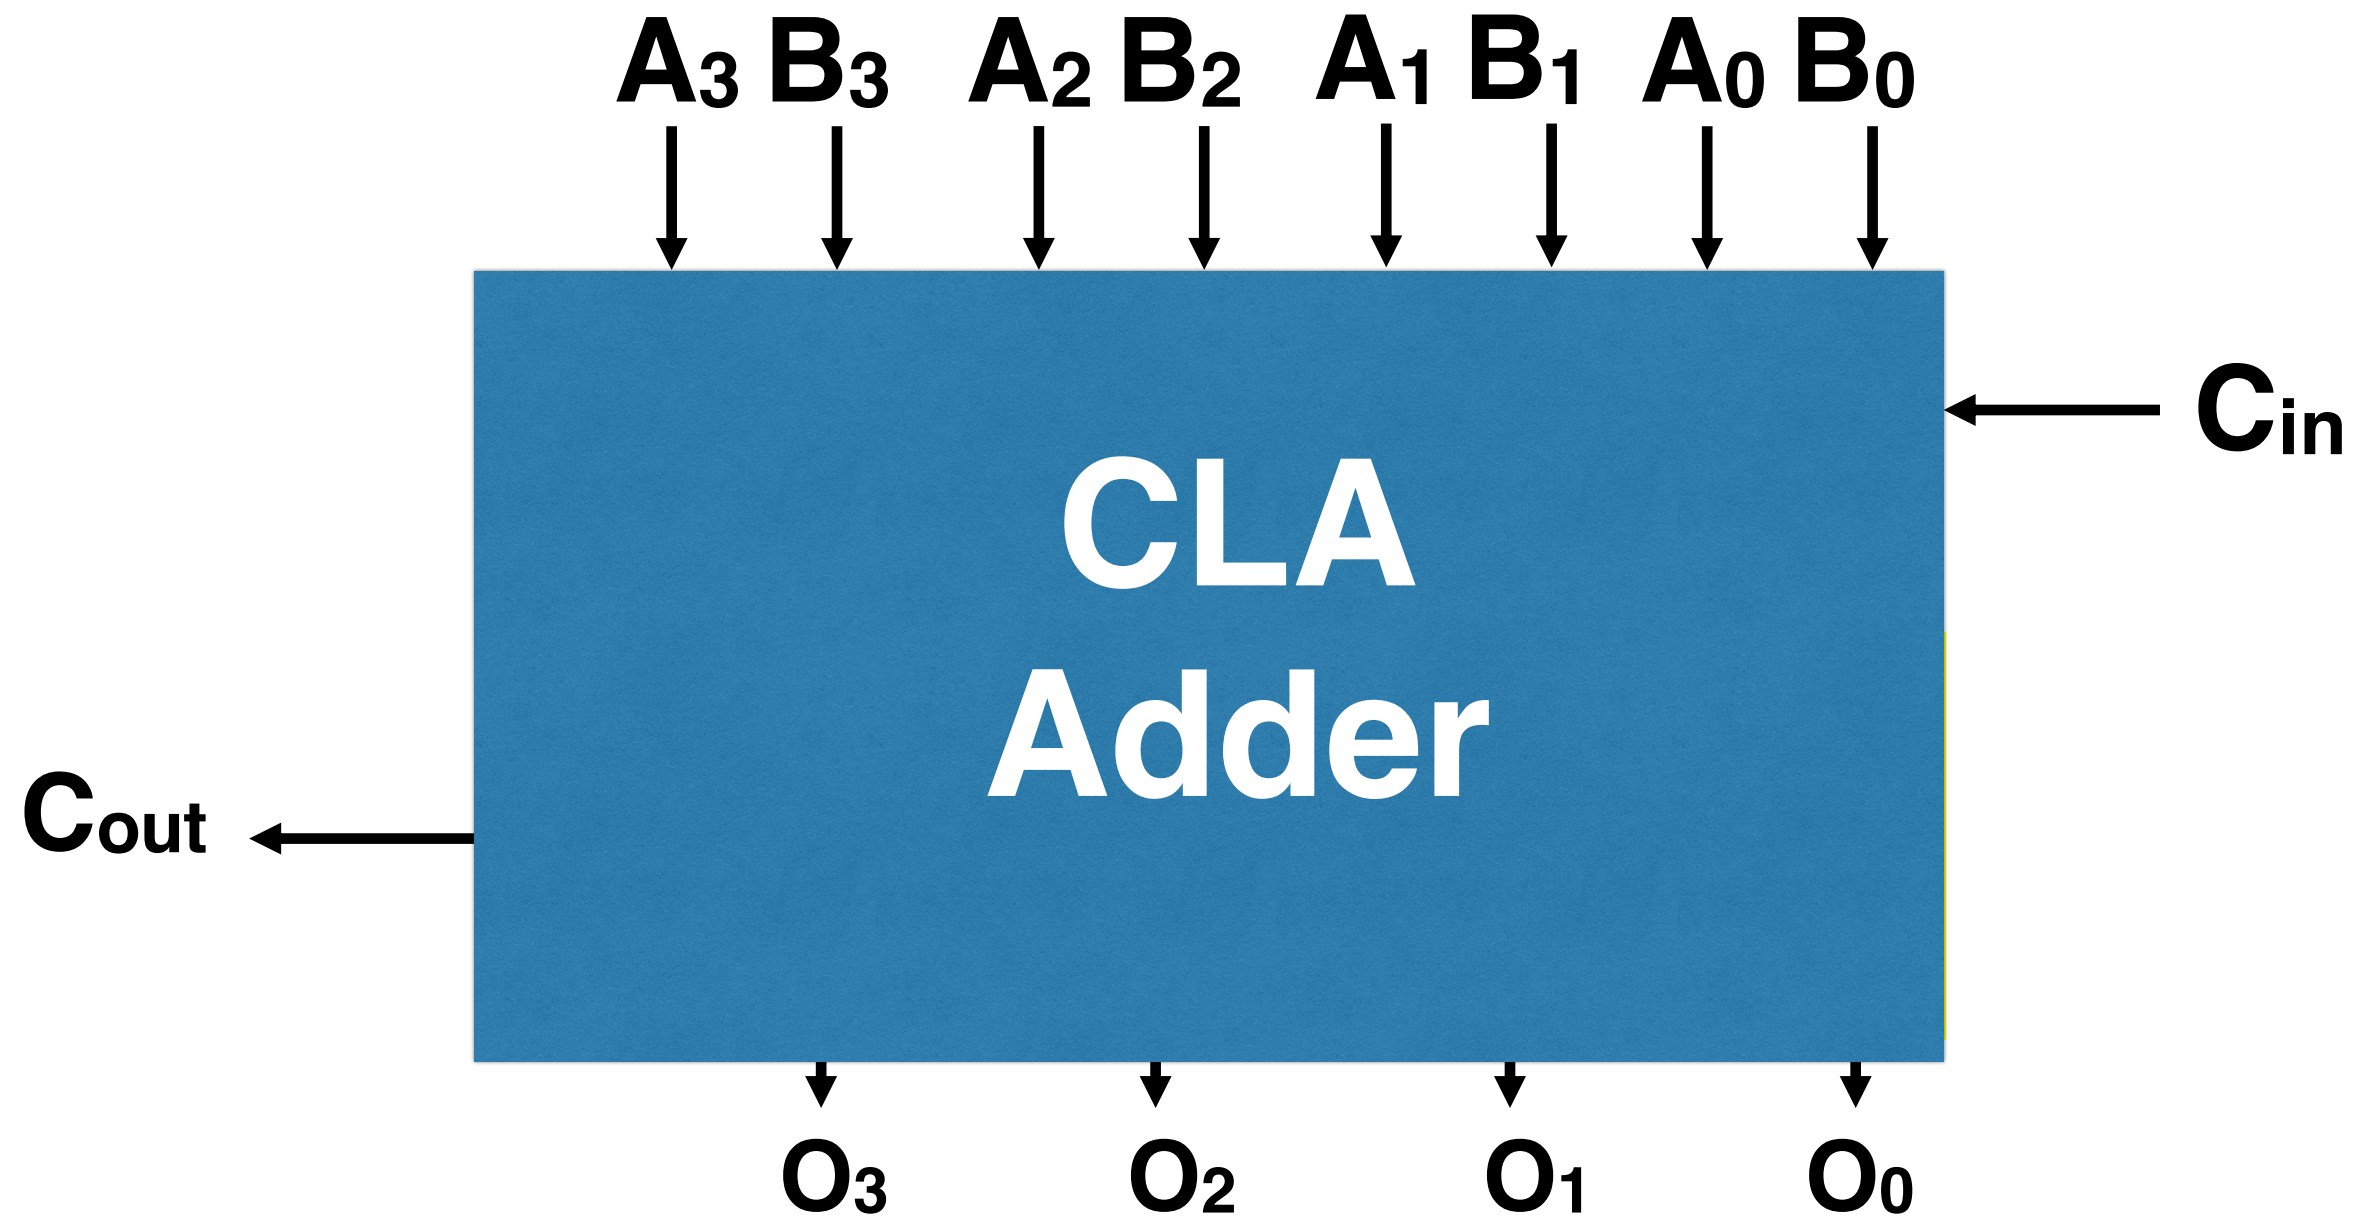 A3 B3 A2 B2 A1 B1 A0 B0
Cin
CLA
Adder
Cout
O3 O2 O1 O0